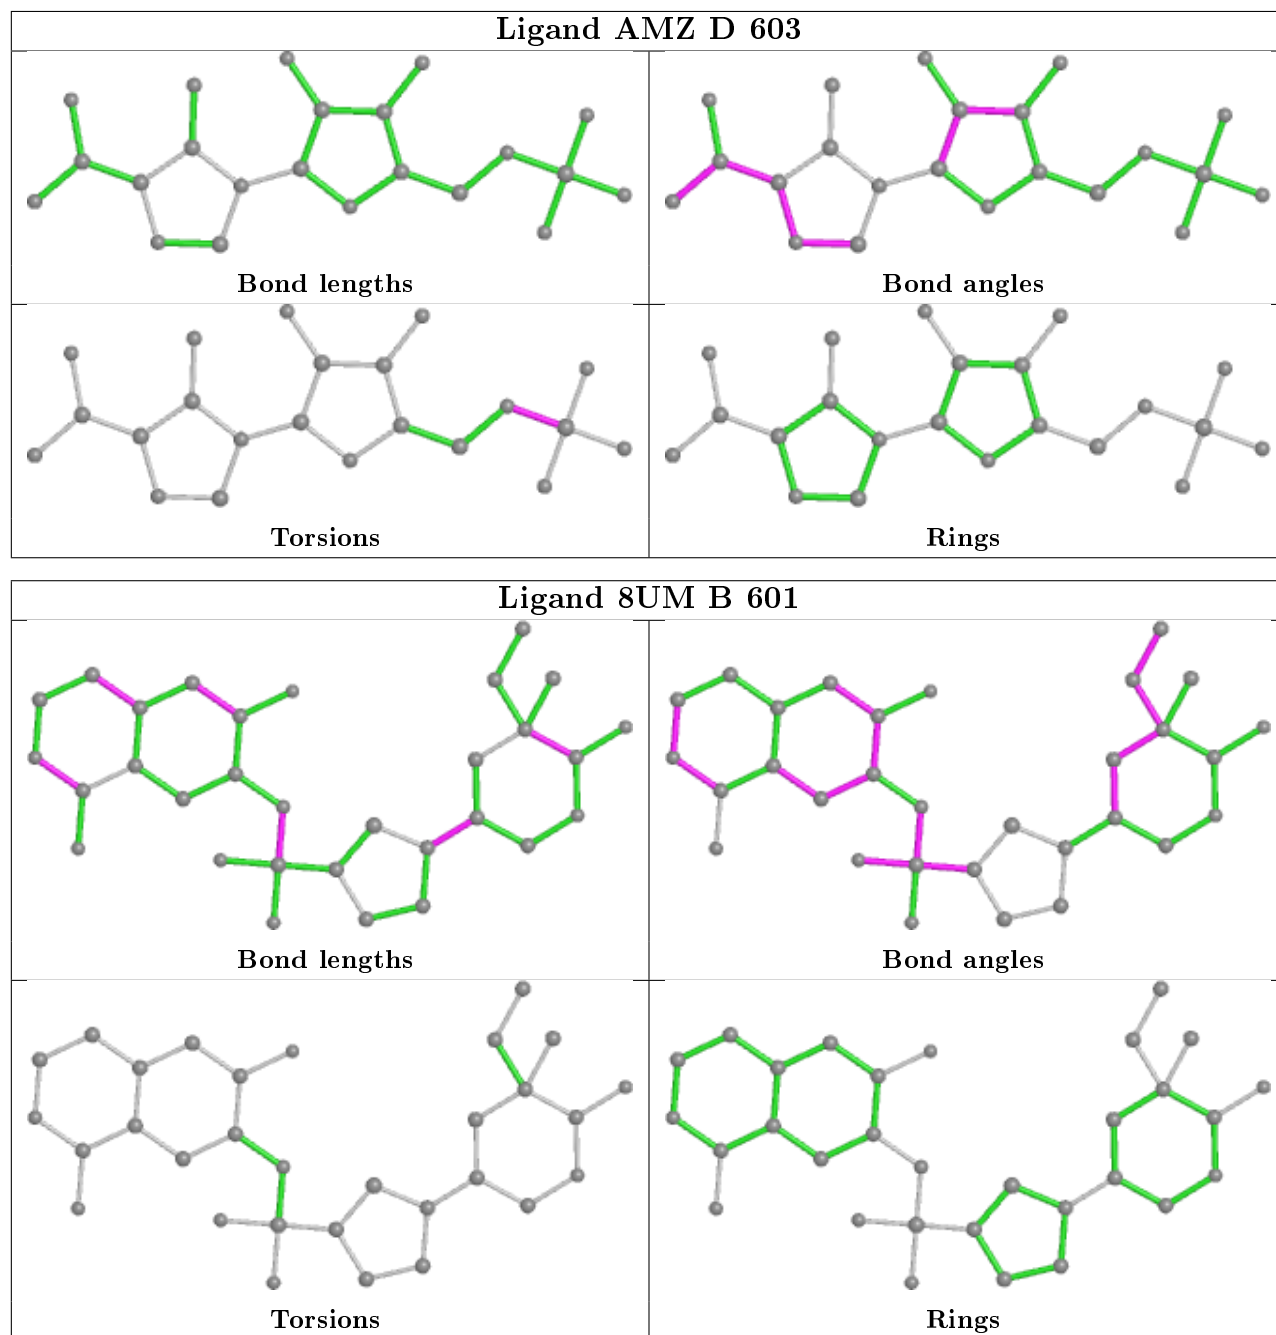 Ligand AMZ D 603
Bond lengths
Bond angles
Torsions
Rings
Ligand 8UM B 601
Bond lengths
Bond angles
Torsions
Rings